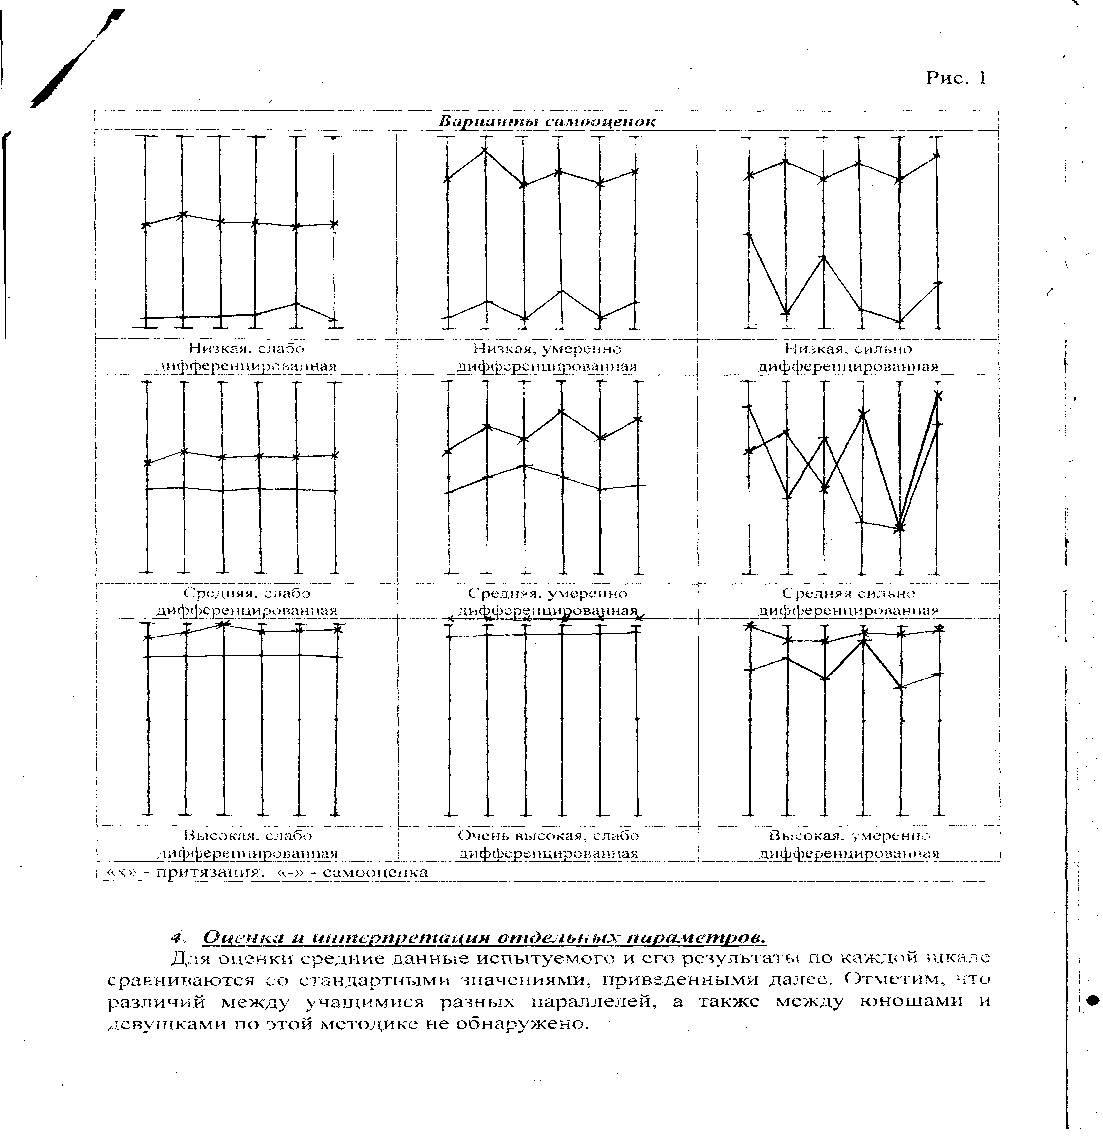 Рис. 1
Варианты самооценок
Низкая, слабо
дифференцированная
Низкая, умеренно
дифференцированная
Низкая, сильно
дифференцированная
Средняя, слабо
дифференцированная
Средняя, умеренно
дифференцированная
Средняя сильно
дифференцированная
Высокая, слабо
дифференцированная
Очень высокая, слабо
дифференцированная
Высокая, умеренно
дифференцированная
«×» - притязания. «-» - самооценка
4. Оценка и интерпретация отдельных параметров.
Для оценки средние данные испытуемого и его результаты по каждой шкале
сравниваются со стандартными значениями, приведенными далее. Отметим, что
различий между учащимися разных параллелей, а также между юношами и
девушками по этой методике не обнаружено.